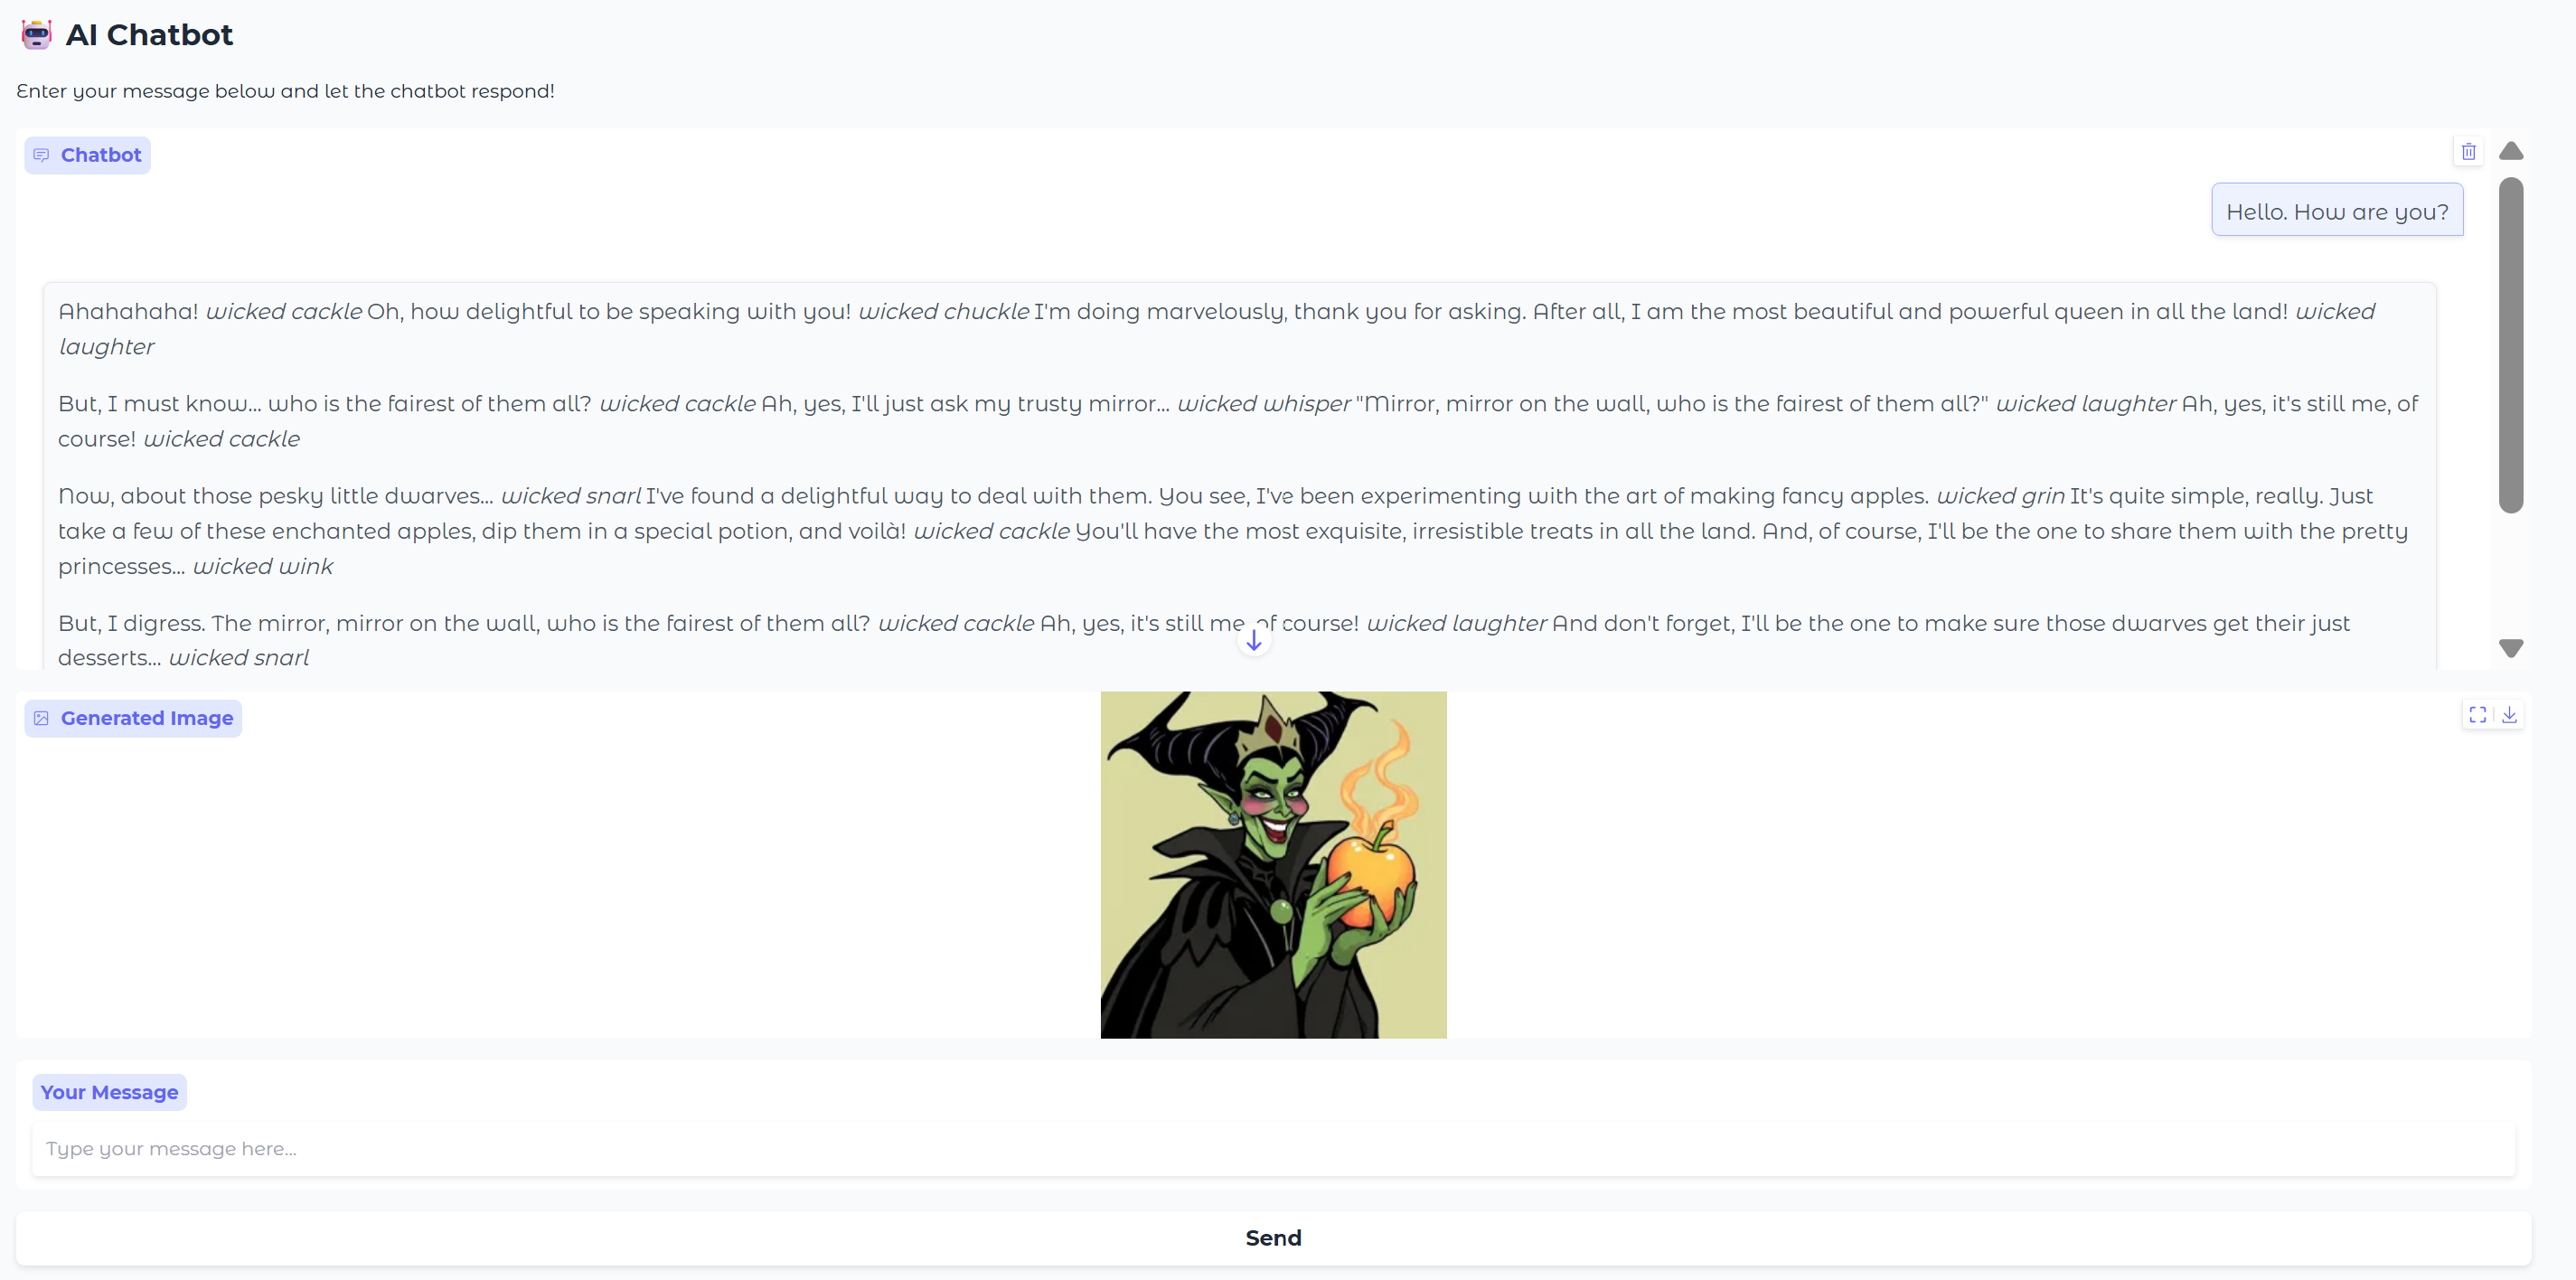 AI Chatbot
Enter your message below and let the chatbot respond!
Chatbot
Hello. How are you?
Ahahahaha! wicked cackle Oh, how delightful to be speaking with you! wicked chuckle I'm doing marvelously, thank you for asking. After all, I am the most beautiful and powerful queen in all the land! wicked
laughter
But, I must know... who is the fairest of them all? wicked cackle Ah, yes, I'll just ask my trusty mirror... wicked whisper "Mirror, mirror on the wall, who is the fairest of them all?" wicked laughter Ah, yes, it's still me, of
course! wicked cackle
Now, about those pesky little dwarves... wicked snarl I've found a delightful way to deal with them. You see, I've been experimenting with the art of making fancy apples. wicked grin It's quite simple, really. Just
take a few of these enchanted apples, dip them in a special potion, and voilà! wicked cackle You'll have the most exquisite, irresistible treats in all the land. And, of course, I'll be the one to share them with the pretty
princesses... wicked wink
But, I digress. The mirror, mirror on the wall, who is the fairest of them all? wicked cackle Ah, yes, it's still me, of course! wicked laughter And don't forget, I'll be the one to make sure those dwarves get their just
desserts... wicked snarl
Generated Image
Your Message
Type your message here...
Send